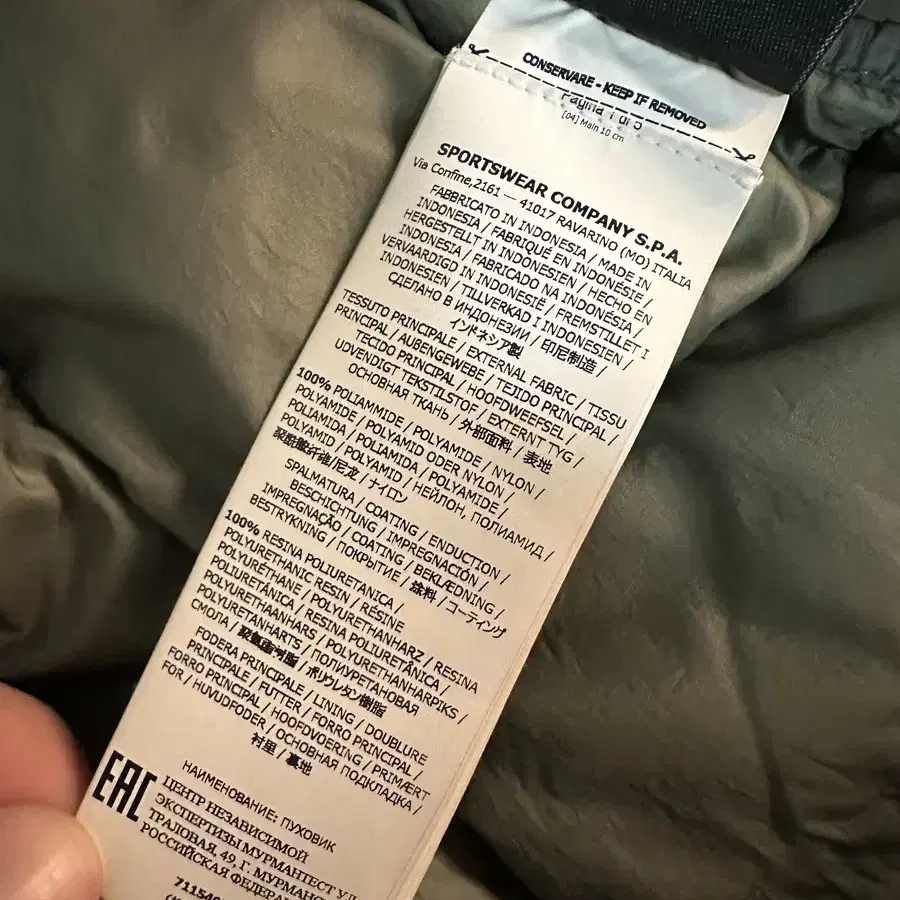 CONSERVARE - KEEP IF REMOVED
Pagina 1 di 5
[04] Main 10 cm
SPORTSWEAR COMPANY S.P.A.
Via Confine,2161 — 41017 RAVARINO (MO) ITALIA
FABBRICATO IN INDONESIA / MADE IN
INDONESIA / FABRIQUÉ EN INDONÉSIE /
HERGESTELLT IN INDONESIEN / HECHO EN
INDONESIA / FABRICADO NA INDONÉSIA /
VERVAARDIGD IN INDONESIË / FREMSTILLET I
INDONESIEN / TILLVERKAD I INDONESIEN /
СДЕЛАНО В ИНДОНЕЗИИ / 印尼制造 /
インドネシア製
TESSUTO PRINCIPALE / EXTERNAL FABRIC / TISSU
PRINCIPAL / AUßENGEWEBE / TEJIDO PRINCIPAL /
TECIDO PRINCIPAL / HOOFDWEEFSEL /
UDVENDIGT TEKSTILSTOF / EXTERNT TYG /
ОСНОВНАЯ ТКАНЬ / 外部面料 / 表地
100% POLIAMMIDE / POLYAMIDE / NYLON /
POLYAMIDE / POLYAMID ODER NYLON /
POLIAMIDA / POLIAMIDA / POLYAMIDE /
POLYAMID / POLYAMID / НЕЙЛОН, ПОЛИАМИД /
聚酰胺纤维/尼龙 / ナイロン
SPALMATURA / COATING / ENDUCTION /
BESCHICHTUNG / IMPREGNACIÓN /
IMPREGNAÇÃO / COATING / BEKLÆDNING /
BESTRYKNING / ПОКРЫТИЕ / 涂料 / コーティング
100% RESINA POLIURETANICA /
POLYURETHANIC RESIN / RÉSINE
POLYURÉTHANE / POLYURETHANHARZ / RESINA
POLIURETÁNICA / RESINA POLIURETÂNICA /
POLYURETHAANHARS / POLYURETHANHARPIKS /
POLYURETANHARTS / ПОЛИУРЕТАНОВАЯ
СМОЛА / 聚氨酯树脂 / ポリウレタン樹脂
FODERA PRINCIPALE / LINING / DOUBLURE
PRINCIPALE / FUTTER / FORRO PRINCIPAL /
FORRO PRINCIPAL / HOOFDVOERING / PRIMÆRT
FOR / HUVUDFODER / ОСНОВНАЯ ПОДКЛАДКА /
衬里 / 裏地
EAC
НАИМЕНОВАНИЕ: ПУХОВИК
ЦЕНТР НЕЗАВИСИМОЙ
ЭКСПЕРТИЗЫ МУРМАНТЕСТ УЛ.
ТРАЛОВАЯ, 49, Г. МУРМАНС
РОССИЙСКАЯ ФЕДЕРА